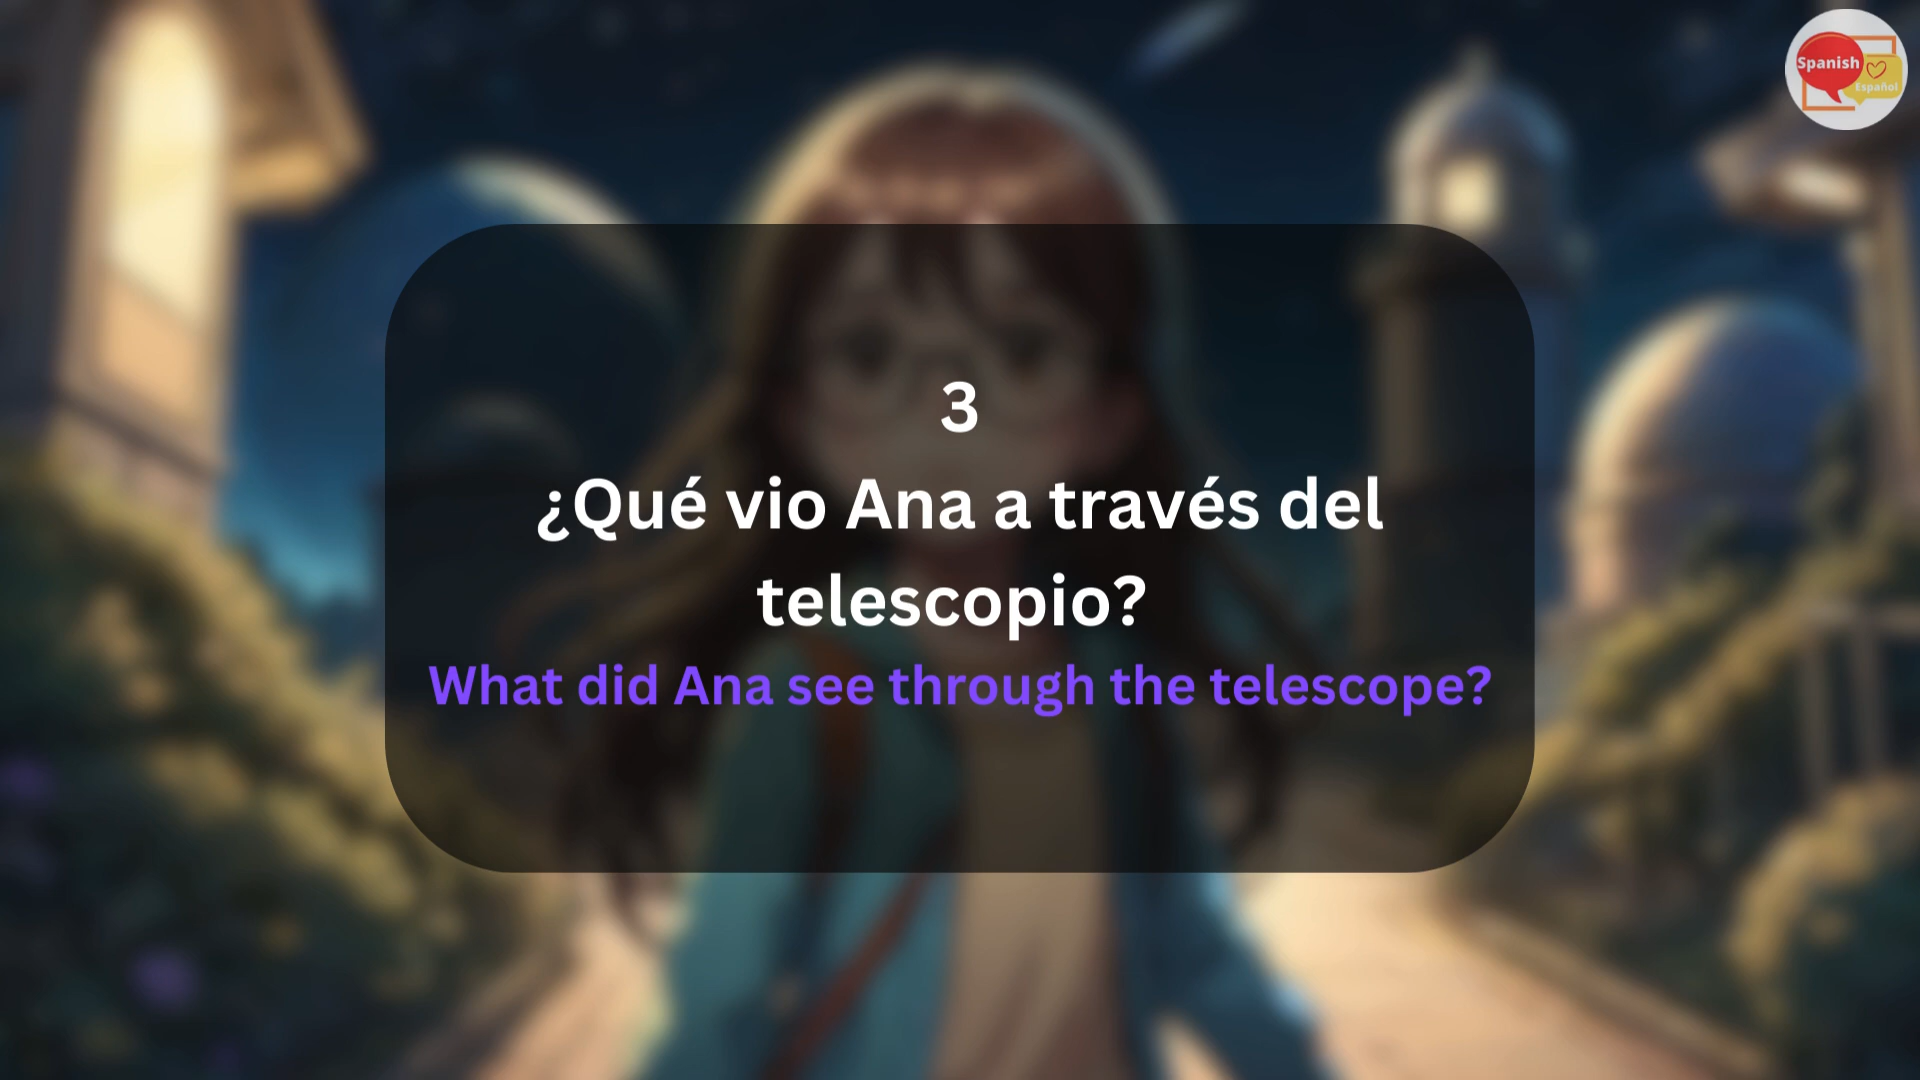 Spanish
Español
3
¿Qué vio Ana a través del
telescopio?
What did Ana see through the telescope?